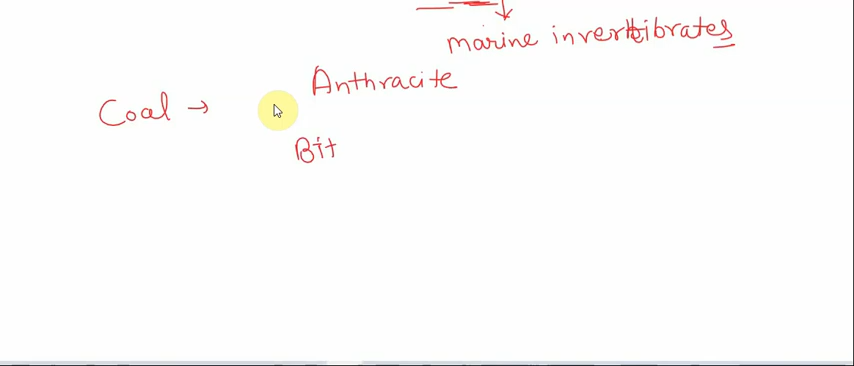 marine invertibrates
Anthracite
Coal →
Bit